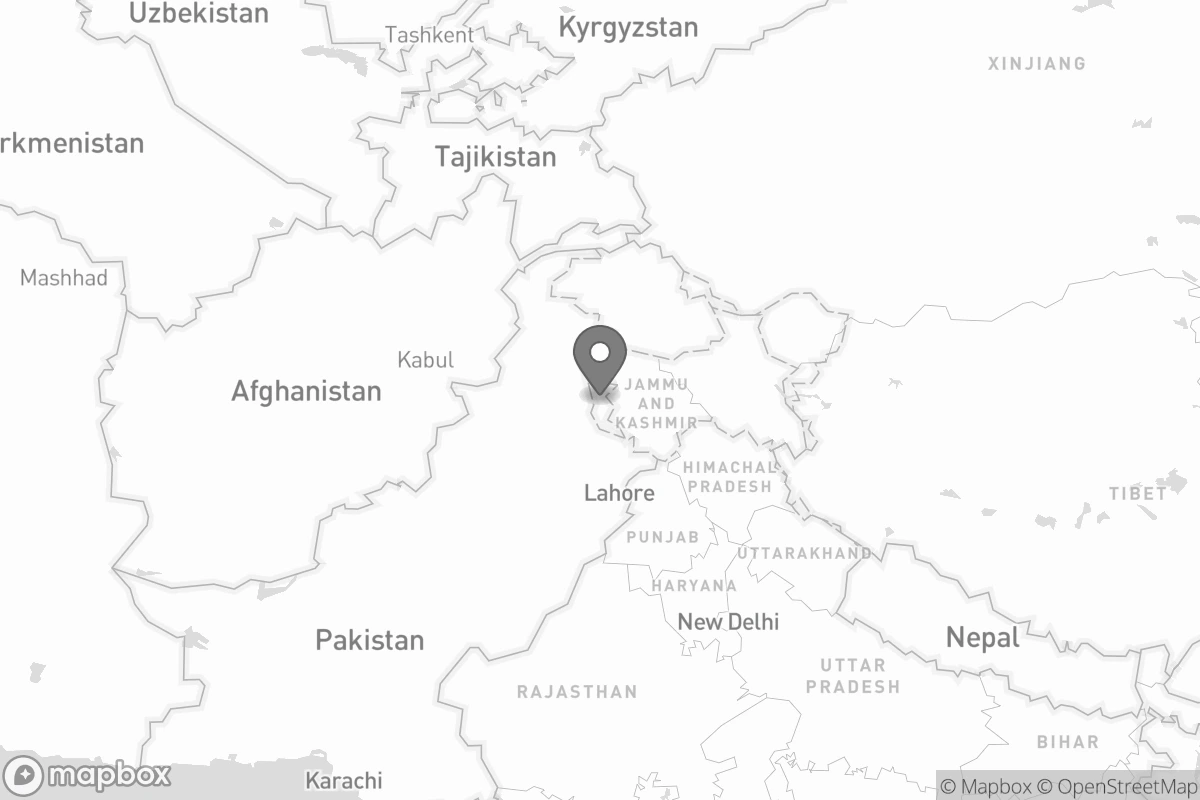 Uzbekistan
Kyrgyzstan
Tashkent
XINJIANG
rkmenistan
Tajikistan
Mashhad
Kabul
Afghanistan
JAMMU
AND
KASHMIR
HIMACHAL
PRADESH
Lahore
TIBET
PUNJAB
UTTARAKHAND
HARYANA
New Delhi
Pakistan
Nepal
UTTAR
PRADESH
RAJASTHAN
BIHAR
Karachi
mapbox
© Mapbox © OpenStreetMap